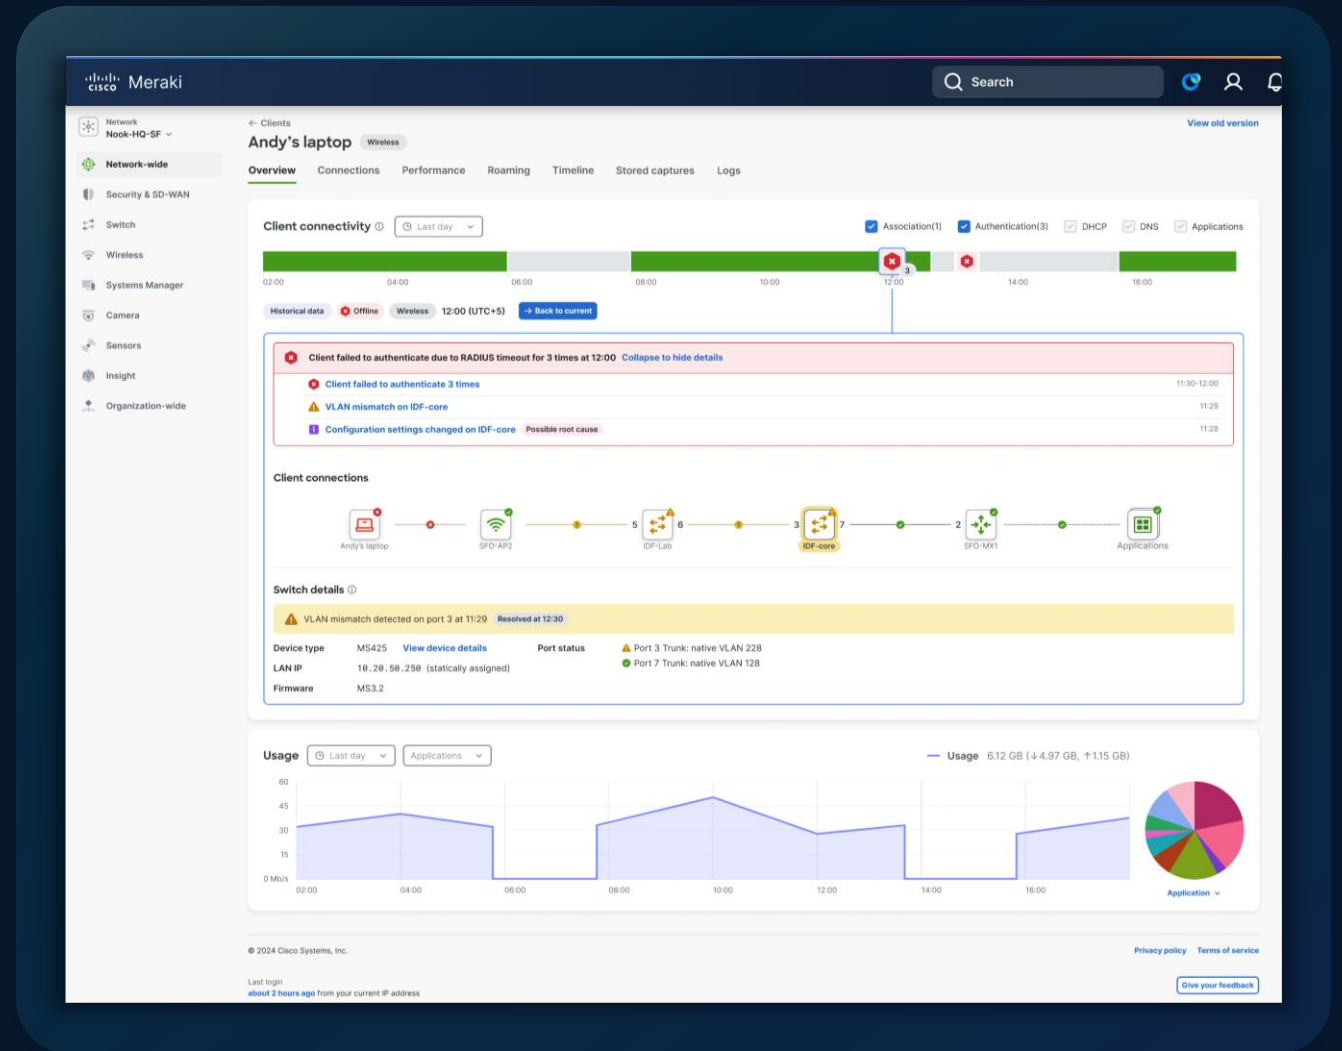 cisco Meraki
Search
Network
Nook-HQ-SF
Network-wide
Security & SD-WAN
Switch
Wireless
Systems Manager
Camera
Sensors
Insight
Organization-wide
← Clients
View old version
Andy's laptop Wireless
Overview Connections Performance Roaming Timeline Stored captures Logs
Client connectivity Last day
Association(1) Authentication(3) DHCP DNS Applications
3
02:00 04:00 06:00 08:00 10:00 12:00 14:00 16:00
Historical data Offline Wireless 12:00 (UTC+5) → Back to current
Client failed to authenticate due to RADIUS timeout for 3 times at 12:00 Collapse to hide details
Client failed to authenticate 3 times 11:30-12:00
VLAN mismatch on IDF-core 11:29
Configuration settings changed on IDF-core Possible root cause 11:28
Client connections
5 6 3 7 2
Andy's laptop SFO-AP2 IDF-Lab IDF-core SFO-MX1 Applications
Switch details
VLAN mismatch detected on port 3 at 11:29 Resolved at 12:30
Device type MS425 View device details Port status Port 3 Trunk: native VLAN 228
LAN IP 10.20.50.250 (statically assigned) Port 7 Trunk: native VLAN 128
Firmware MS3.2
Usage Last day Applications
Usage 6.12 GB (↓4.97 GB, ↑1.15 GB)
60
45
30
15
0 Mb/s
02:00 04:00 06:00 08:00 10:00 12:00 14:00 16:00
Application
© 2024 Cisco Systems, Inc.
Privacy policy Terms of service
Last login
about 2 hours ago from your current IP address
Give your feedback